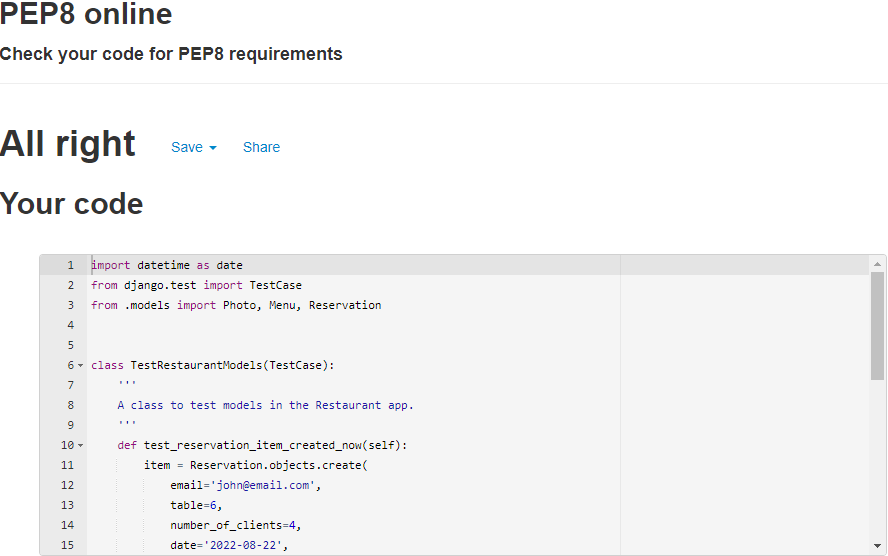 PEP8 online
Check your code for PEP8 requirements
All right Save Share
Your code
1 import datetime as date
2 from django.test import TestCase
3 from .models import Photo, Menu, Reservation
4
5
6 class TestRestaurantModels(TestCase):
7     '''
8     A class to test models in the Restaurant app.
9     '''
10     def test_reservation_item_created_now(self):
11         item = Reservation.objects.create(
12             email='john@email.com',
13             table=6,
14             number_of_clients=4,
15             date='2022-08-22',